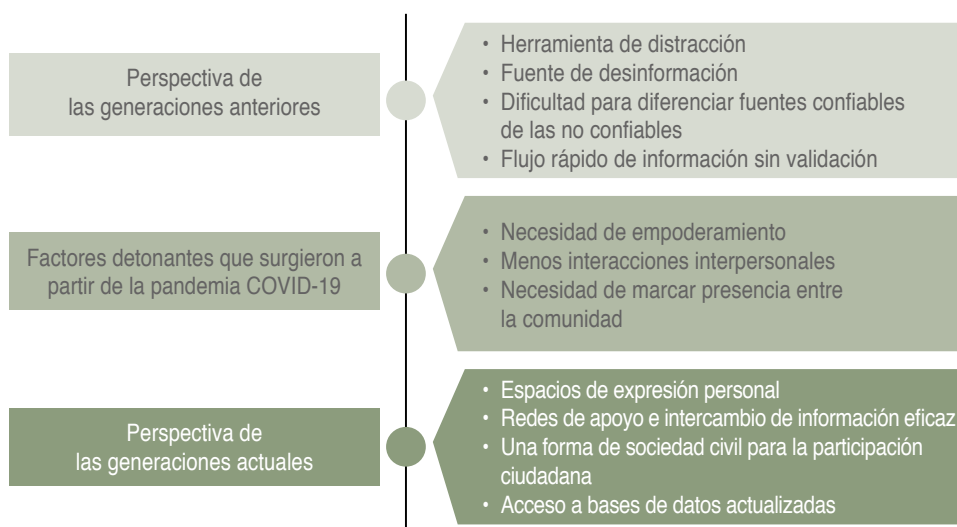 Perspectiva de
las generaciones anteriores
• Herramienta de distracción
• Fuente de desinformación
• Dificultad para diferenciar fuentes confiables
de las no confiables
• Flujo rápido de información sin validación
Factores detonantes que surgieron a
partir de la pandemia COVID-19
• Necesidad de empoderamiento
• Menos interacciones interpersonales
• Necesidad de marcar presencia entre
la comunidad
Perspectiva de
las generaciones actuales
• Espacios de expresión personal
• Redes de apoyo e intercambio de información eficaz
• Una forma de sociedad civil para la participación
ciudadana
• Acceso a bases de datos actualizadas